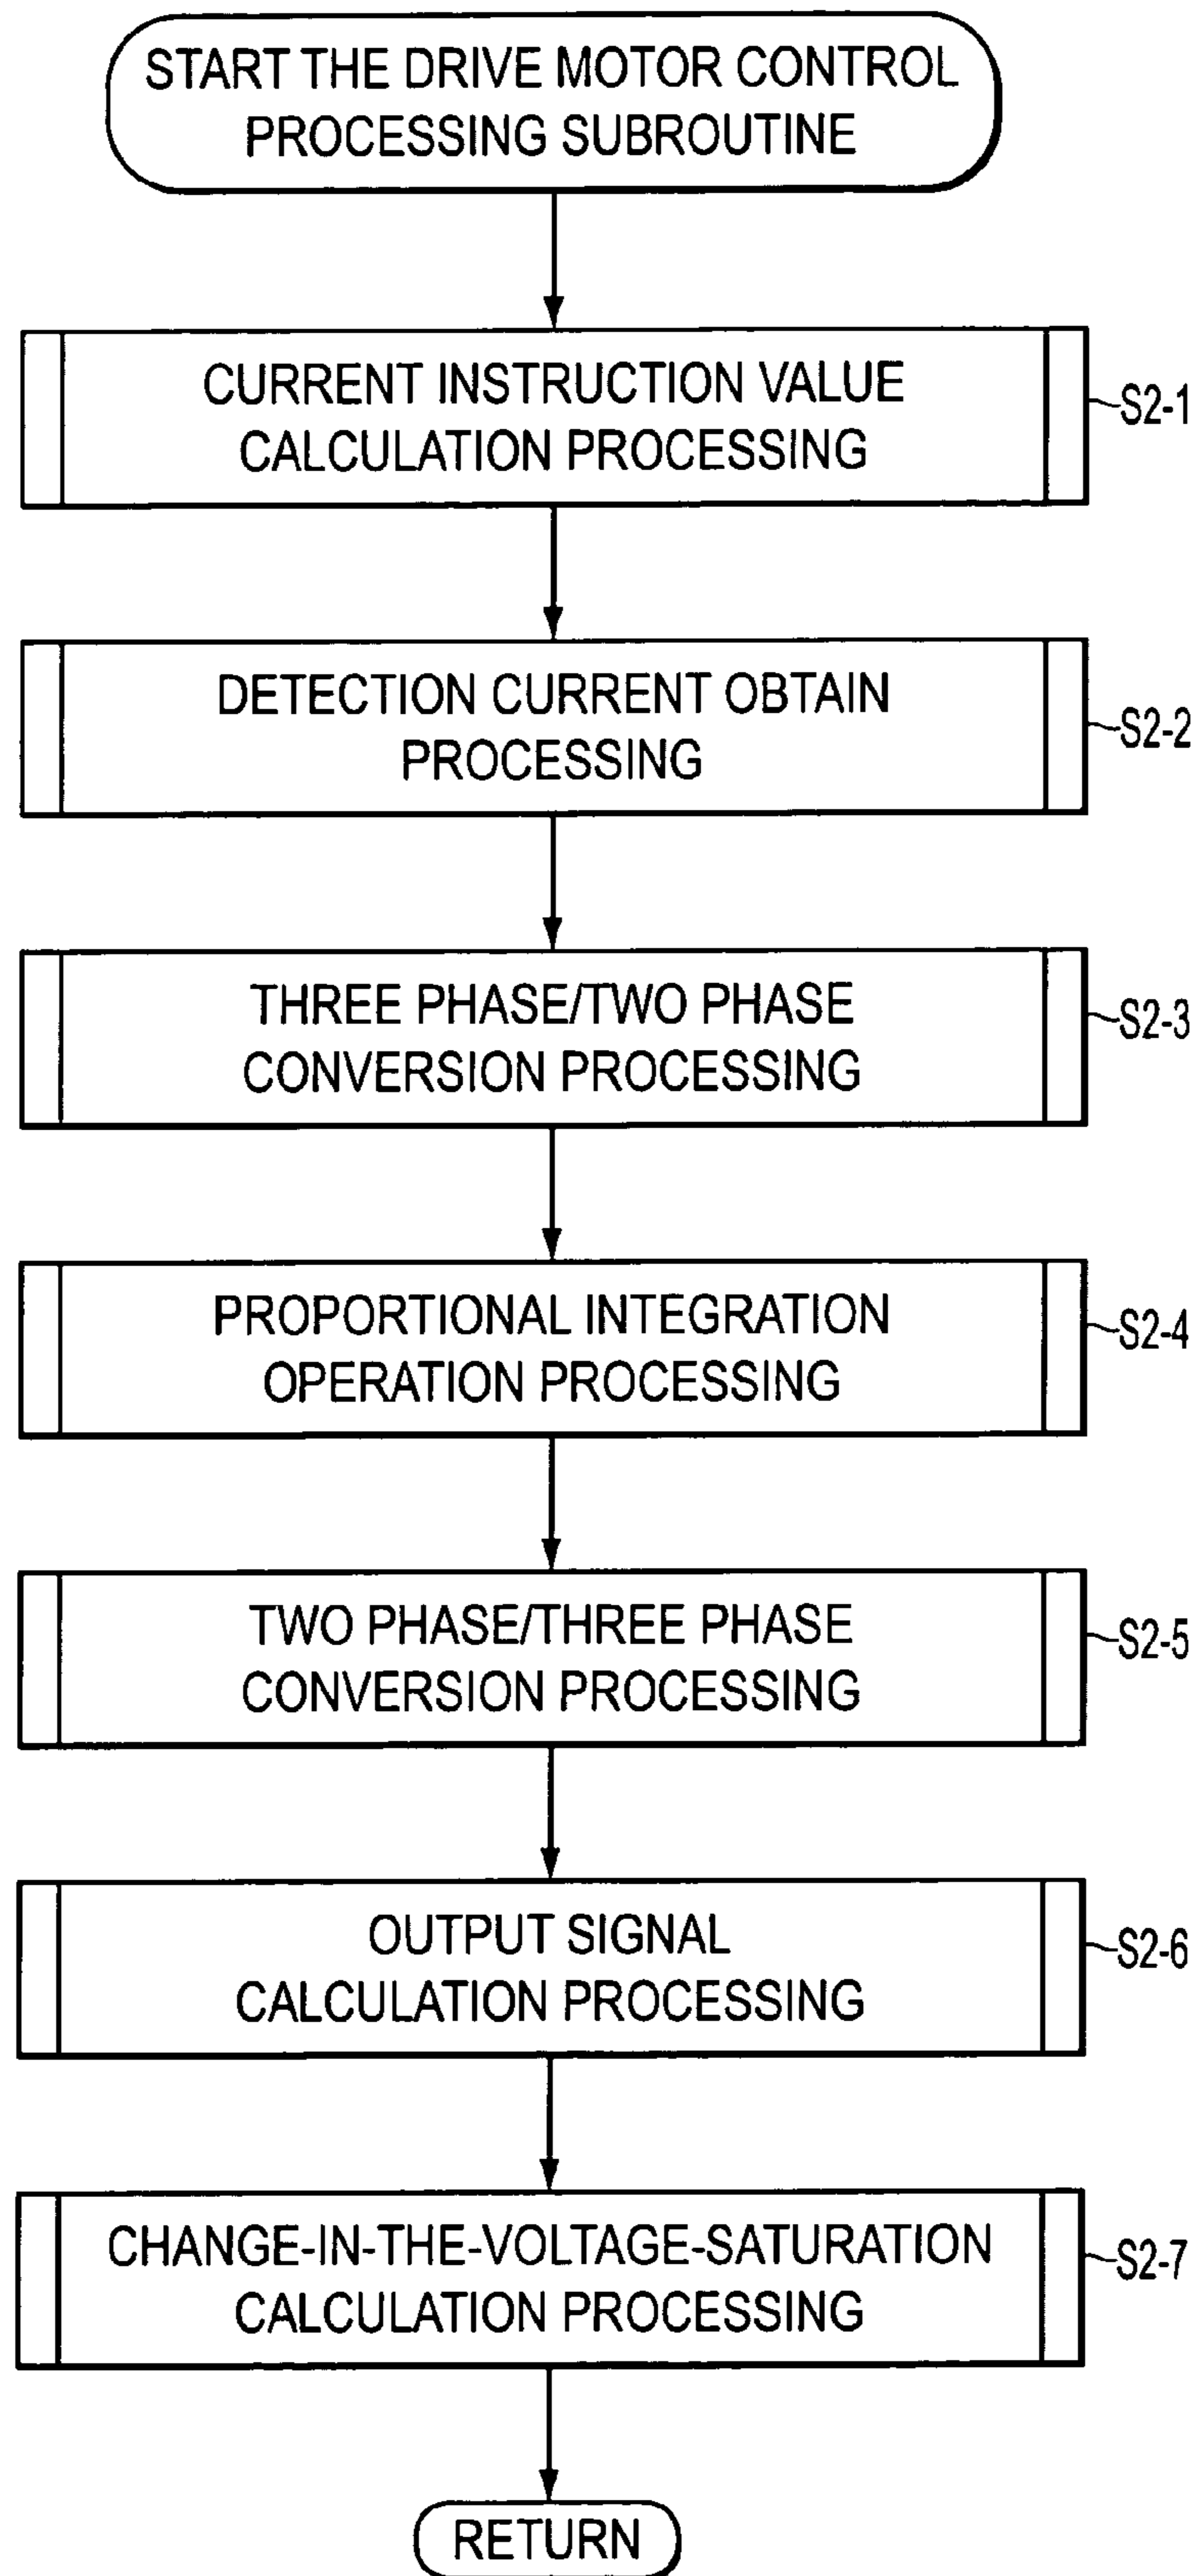 START THE DRIVE MOTOR CONTROL
PROCESSING SUBROUTINE
CURRENT INSTRUCTION VALUE
CALCULATION PROCESSING
S2-1
DETECTION CURRENT OBTAIN
PROCESSING
S2-2
THREE PHASE/TWO PHASE
CONVERSION PROCESSING
S2-3
PROPORTIONAL INTEGRATION
OPERATION PROCESSING
S2-4
TWO PHASE/THREE PHASE
CONVERSION PROCESSING
S2-5
OUTPUT SIGNAL
CALCULATION PROCESSING
S2-6
CHANGE-IN-THE-VOLTAGE-SATURATION
CALCULATION PROCESSING
S2-7
RETURN